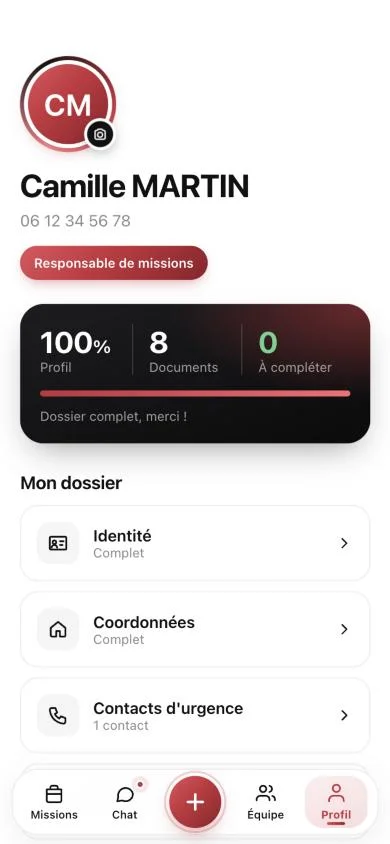 CM
Camille MARTIN
06 12 34 56 78
Responsable de missions
100% 8 0
Profil Documents À compléter
Dossier complet, merci !
Mon dossier
Identité
Complet
Coordonnées
Complet
Contacts d'urgence
1 contact
Missions Chat Équipe Profil